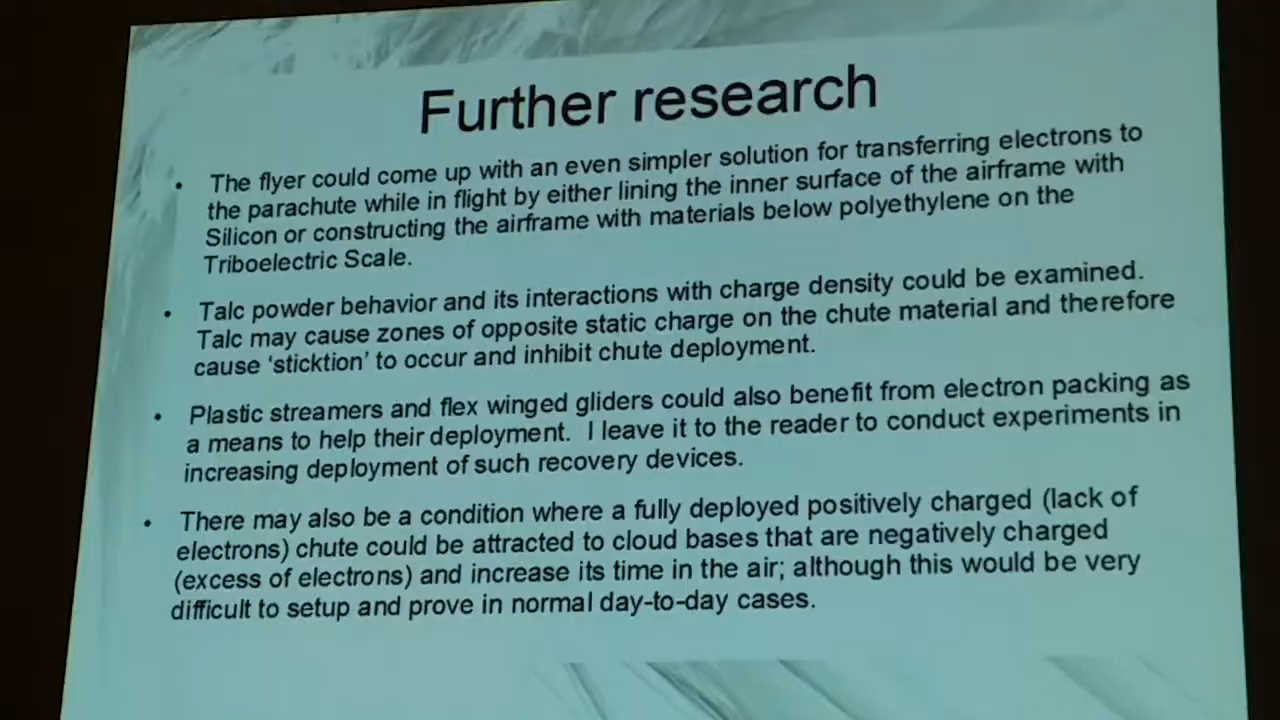 Further research
• The flyer could come up with an even simpler solution for transferring electrons to
the parachute while in flight by either lining the inner surface of the airframe with
Silicon or constructing the airframe with materials below polyethylene on the
Triboelectric Scale.
• Talc powder behavior and its interactions with charge density could be examined.
Talc may cause zones of opposite static charge on the chute material and therefore
cause ‘sticktion’ to occur and inhibit chute deployment.
• Plastic streamers and flex winged gliders could also benefit from electron packing as
a means to help their deployment.  I leave it to the reader to conduct experiments in
increasing deployment of such recovery devices.
• There may also be a condition where a fully deployed positively charged (lack of
electrons) chute could be attracted to cloud bases that are negatively charged
(excess of electrons) and increase its time in the air; although this would be very
difficult to setup and prove in normal day-to-day cases.